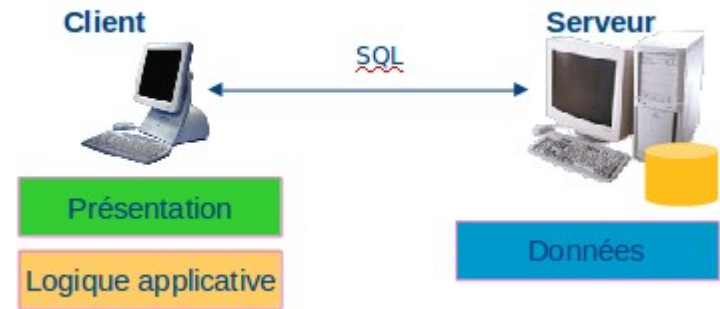 Client
Serveur
SQL
Présentation
Données
Logique applicative